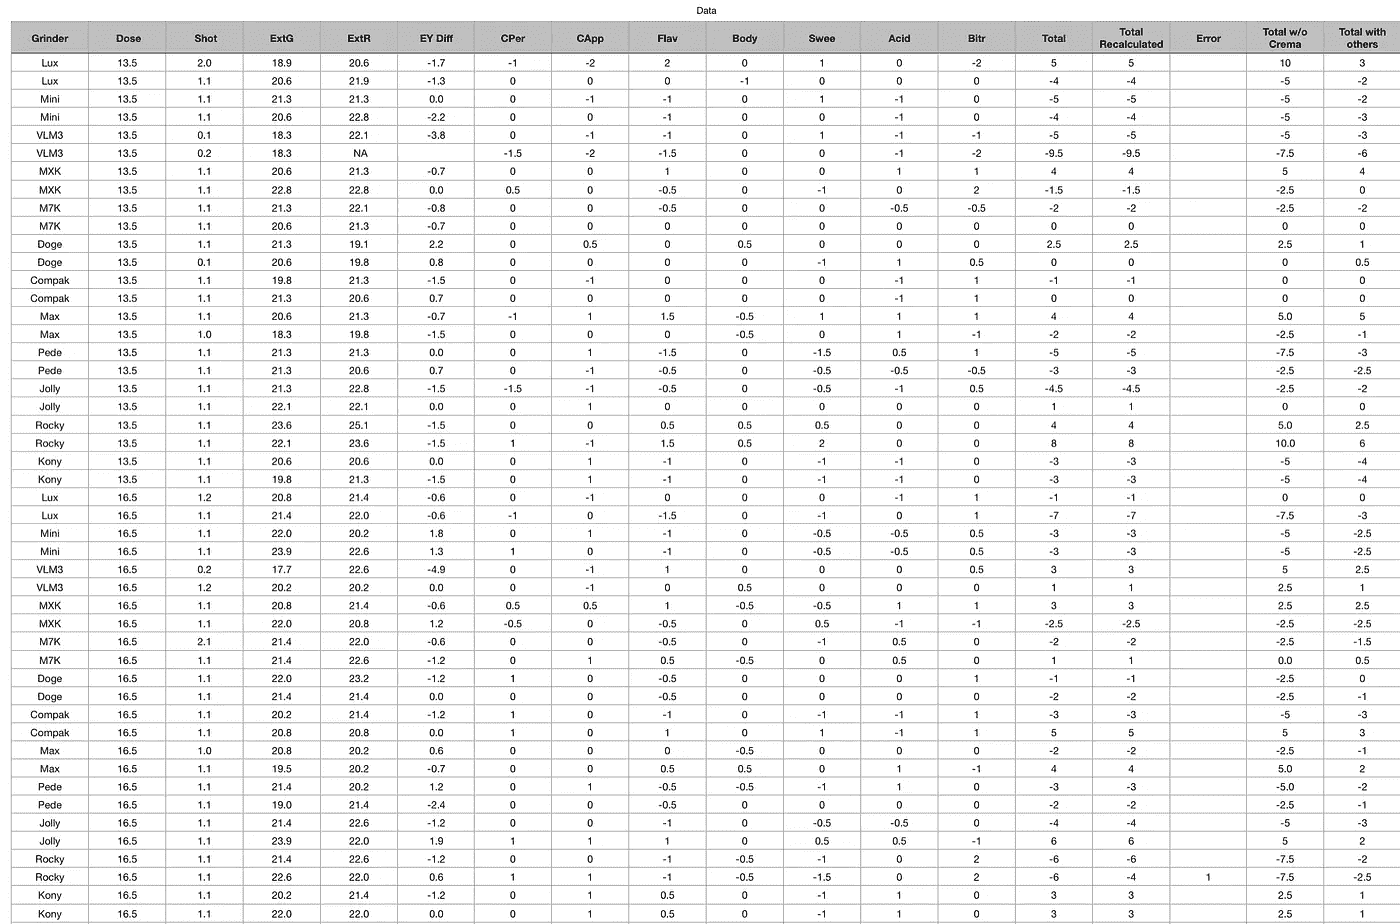 Data
Grinder Dose Shot ExtG ExtR EY Diff CPer CApp Flav Body Swee Acid Bitr Total Total Recalculated Error Total w/o Crema Total with others
Lux 13.5 2.0 18.9 20.6 -1.7 -1 -2 2 0 1 0 -2 5 5 10 3
Lux 13.5 1.1 20.6 21.9 -1.3 0 0 0 -1 0 0 0 -4 -4 -5 -2
Mini 13.5 1.1 21.3 21.3 0.0 0 -1 -1 0 1 -1 0 -5 -5 -5 -2
Mini 13.5 1.1 20.6 22.8 -2.2 0 0 -1 0 0 -1 0 -4 -4 -5 -3
VLM3 13.5 0.1 18.3 22.1 -3.8 0 -1 -1 0 1 -1 -1 -5 -5 -5 -3
VLM3 13.5 0.2 18.3 NA -1.5 -2 -1.5 0 0 -1 -2 -9.5 -9.5 -7.5 -6
MXK 13.5 1.1 20.6 21.3 -0.7 0 0 1 0 0 1 1 4 4 5 4
MXK 13.5 1.1 22.8 22.8 0.0 0.5 0 -0.5 0 -1 0 2 -1.5 -1.5 -2.5 0
M7K 13.5 1.1 21.3 22.1 -0.8 0 0 -0.5 0 0 -0.5 -0.5 -2 -2 -2.5 -2
M7K 13.5 1.1 20.6 21.3 -0.7 0 0 0 0 0 0 0 0 0 0 0
Doge 13.5 1.1 21.3 19.1 2.2 0 0.5 0 0.5 0 0 0 2.5 2.5 2.5 1
Doge 13.5 0.1 20.6 19.8 0.8 0 0 0 0 -1 1 0.5 0 0 0 0.5
Compak 13.5 1.1 19.8 21.3 -1.5 0 -1 0 0 0 -1 1 -1 -1 0 0
Compak 13.5 1.1 21.3 20.6 0.7 0 0 0 0 0 -1 1 0 0 0 0
Max 13.5 1.1 20.6 21.3 -0.7 -1 1 1.5 -0.5 1 1 1 4 4 5.0 5
Max 13.5 1.0 18.3 19.8 -1.5 0 0 0 -0.5 0 1 -1 -2 -2 -2.5 -1
Pede 13.5 1.1 21.3 21.3 0.0 0 1 -1.5 0 -1.5 0.5 1 -5 -5 -7.5 -3
Pede 13.5 1.1 21.3 20.6 0.7 0 -1 -0.5 0 -0.5 -0.5 -0.5 -3 -3 -2.5 -2.5
Jolly 13.5 1.1 21.3 22.8 -1.5 -1.5 -1 -0.5 0 -0.5 -1 0.5 -4.5 -4.5 -2.5 -2
Jolly 13.5 1.1 22.1 22.1 0.0 0 1 0 0 0 0 0 1 1 0 0
Rocky 13.5 1.1 23.6 25.1 -1.5 0 0 0.5 0.5 0.5 0 0 4 4 5.0 2.5
Rocky 13.5 1.1 22.1 23.6 -1.5 1 -1 1.5 0.5 2 0 0 8 8 10.0 6
Kony 13.5 1.1 20.6 20.6 0.0 0 1 -1 0 -1 -1 0 -3 -3 -5 -4
Kony 13.5 1.1 19.8 21.3 -1.5 0 1 -1 0 -1 -1 0 -3 -3 -5 -4
Lux 16.5 1.2 20.8 21.4 -0.6 0 -1 0 0 0 -1 1 -1 -1 0 0
Lux 16.5 1.1 21.4 22.0 -0.6 -1 0 -1.5 0 -1 0 1 -7 -7 -7.5 -3
Mini 16.5 1.1 22.0 20.2 1.8 0 1 -1 0 -0.5 -0.5 0.5 -3 -3 -5 -2.5
Mini 16.5 1.1 23.9 22.6 1.3 1 0 -1 0 -0.5 -0.5 0.5 -3 -3 -5 -2.5
VLM3 16.5 0.2 17.7 22.6 -4.9 0 -1 1 0 0 0 0.5 3 3 5 2.5
VLM3 16.5 1.2 20.2 20.2 0.0 0 -1 0 0.5 0 0 0 1 1 2.5 1
MXK 16.5 1.1 20.8 21.4 -0.6 0.5 0.5 1 -0.5 -0.5 1 1 3 3 2.5 2.5
MXK 16.5 1.1 22.0 20.8 1.2 -0.5 0 -0.5 0 0.5 -1 -1 -2.5 -2.5 -2.5 -2.5
M7K 16.5 2.1 21.4 22.0 -0.6 0 0 -0.5 0 -1 0.5 0 -2 -2 -2.5 -1.5
M7K 16.5 1.1 21.4 22.6 -1.2 0 1 0.5 -0.5 0 0.5 0 1 1 0.0 0.5
Doge 16.5 1.1 22.0 23.2 -1.2 1 0 -0.5 0 0 0 1 -1 -1 -2.5 0
Doge 16.5 1.1 21.4 21.4 0.0 0 0 -0.5 0 0 0 0 -2 -2 -2.5 -1
Compak 16.5 1.1 20.2 21.4 -1.2 1 0 -1 0 -1 -1 1 -3 -3 -5 -3
Compak 16.5 1.1 20.8 20.8 0.0 1 0 1 0 1 -1 1 5 5 5 3
Max 16.5 1.0 20.8 20.2 0.6 0 0 0 -0.5 0 0 0 -2 -2 -2.5 -1
Max 16.5 1.1 19.5 20.2 -0.7 0 0 0.5 0.5 0 1 -1 4 4 5.0 2
Pede 16.5 1.1 21.4 20.2 1.2 0 1 -0.5 -0.5 -1 1 0 -3 -3 -5.0 -2
Pede 16.5 1.1 19.0 21.4 -2.4 0 0 -0.5 0 0 0 0 -2 -2 -2.5 -1
Jolly 16.5 1.1 21.4 22.6 -1.2 0 0 -1 0 -0.5 -0.5 0 -4 -4 -5 -3
Jolly 16.5 1.1 23.9 22.0 1.9 1 1 1 0 0.5 0.5 -1 6 6 5 2
Rocky 16.5 1.1 21.4 22.6 -1.2 0 0 -1 -0.5 -1 0 2 -6 -6 -7.5 -2
Rocky 16.5 1.1 22.6 22.0 0.6 1 1 -1 -0.5 -1.5 0 2 -6 -4 1 -7.5 -2.5
Kony 16.5 1.1 20.2 21.4 -1.2 0 1 0.5 0 -1 1 0 3 3 2.5 1
Kony 16.5 1.1 22.0 22.0 0.0 0 1 0.5 0 -1 1 0 3 3 2.5 1